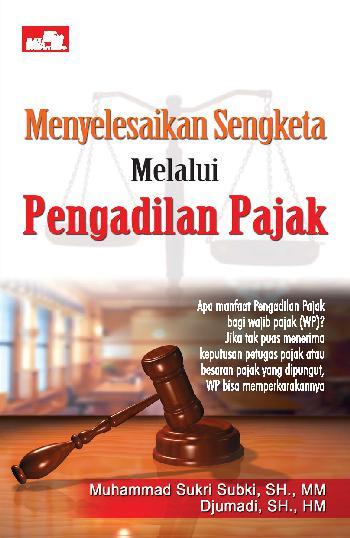 Menyelesaikan Sengketa
Melalui
Pengadilan Pajak
Apa manfaat Pengadilan Pajak
bagi wajib pajak (WP)?
Jika tak puas menerima
keputusan petugas pajak atau
besaran pajak yang dipungut,
WP bisa memperkarakannya
Muhammad Sukri Subki, SH., MM
Djumadi, SH., HM